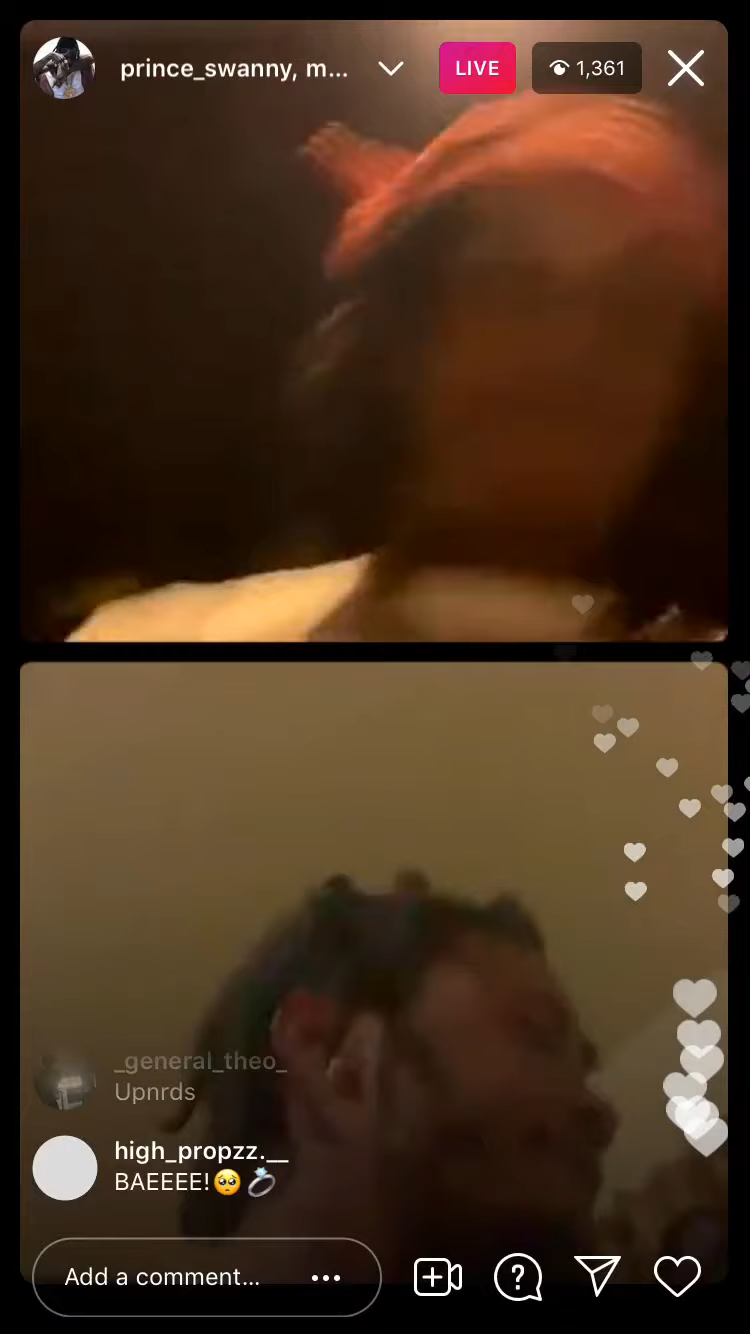 prince_swanny, m...
LIVE
1,361
_general_theo_
Upnrds
high_propzz.__
BAEEEE!🥺💍
Add a comment...